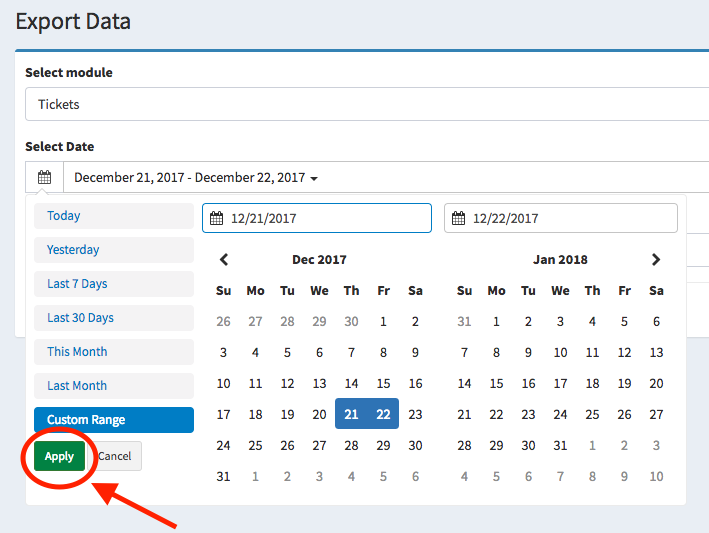 Export Data
Select module
Tickets
Select Date
December 21, 2017 - December 22, 2017
Today
Yesterday
Last 7 Days
Last 30 Days
This Month
Last Month
Custom Range
Apply Cancel
12/21/2017
Dec 2017
Su Mo Tu We Th Fr Sa
26 27 28 29 30 1 2
3 4 5 6 7 8 9
10 11 12 13 14 15 16
17 18 19 20 21 22 23
24 25 26 27 28 29 30
31 1 2 3 4 5 6
12/22/2017
Jan 2018
Su Mo Tu We Th Fr Sa
31 1 2 3 4 5 6
7 8 9 10 11 12 13
14 15 16 17 18 19 20
21 22 23 24 25 26 27
28 29 30 31 1 2 3
4 5 6 7 8 9 10